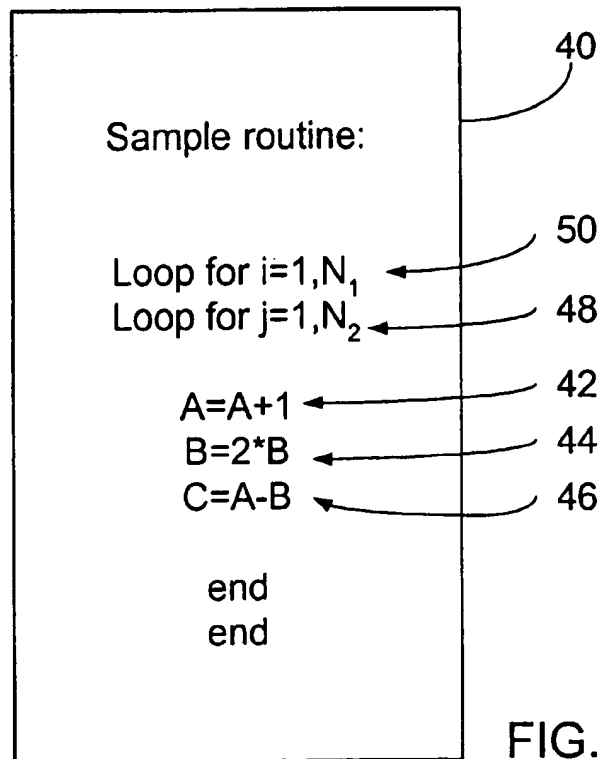 40
Sample routine:
Loop for i=1,N₁ 50
Loop for j=1,N₂ 48
A=A+1 42
B=2*B 44
C=A-B 46
end
end
FIG.